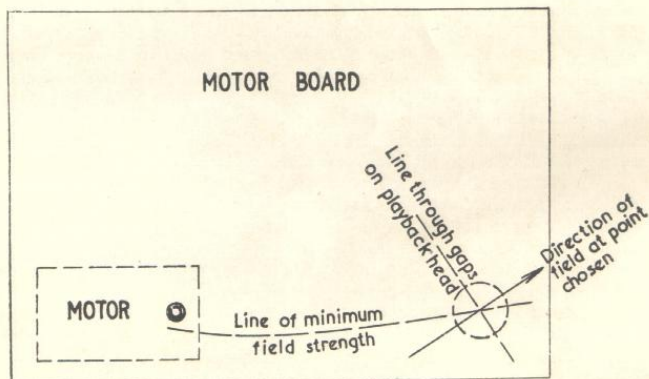 MOTOR BOARD
Line through gaps
on playback head
Direction of
field at point
chosen
MOTOR
Line of minimum
field strength